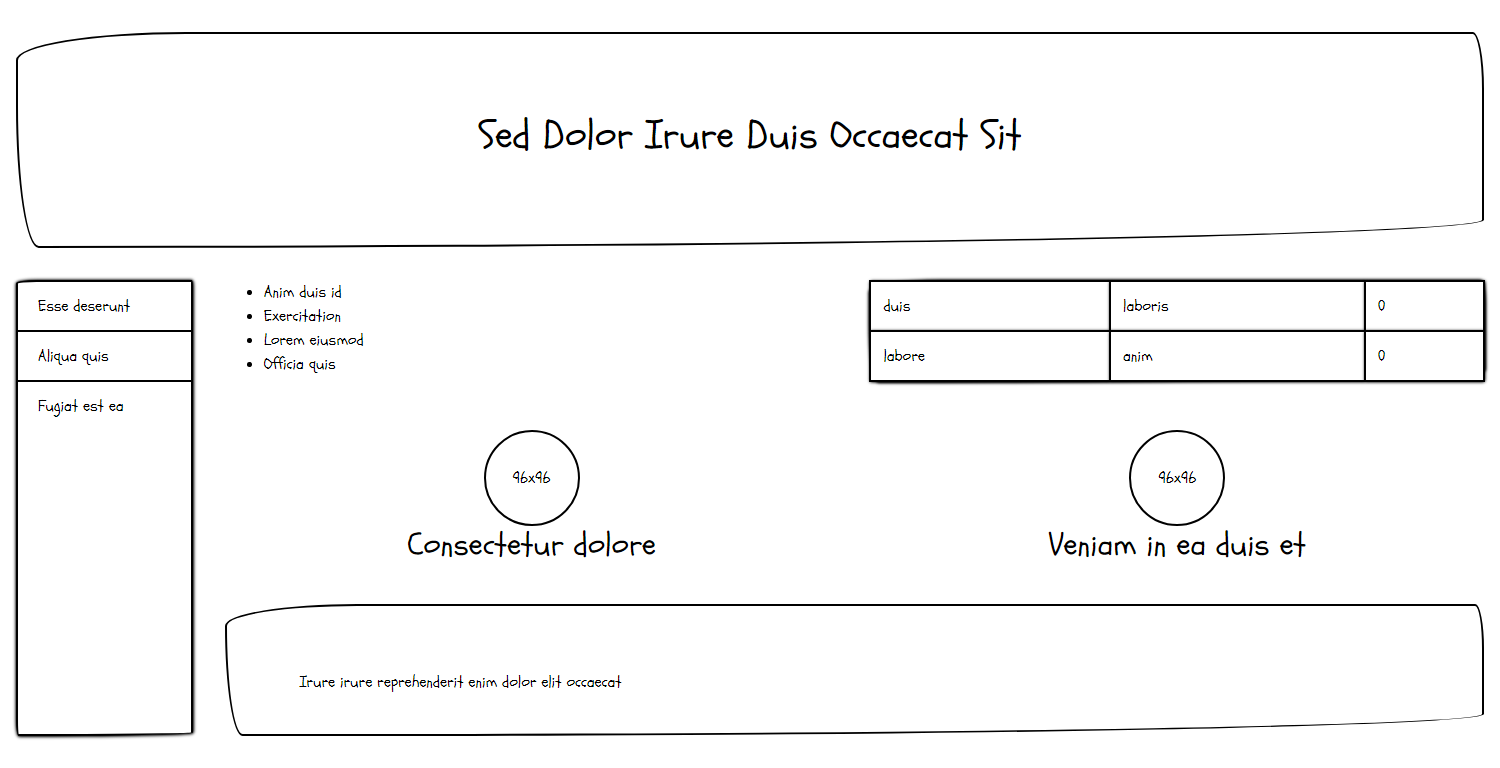 Sed Dolor Irure Duis Occaecat Sit
Esse deserunt
Aliqua quis
Fugiat est ea
Anim duis id
Exercitation
Lorem eiusmod
Officia quis
duis laboris 0
labore anim 0
96x96
Consectetur dolore
96x96
Veniam in ea duis et
Irure irure reprehenderit enim dolor elit occaecat